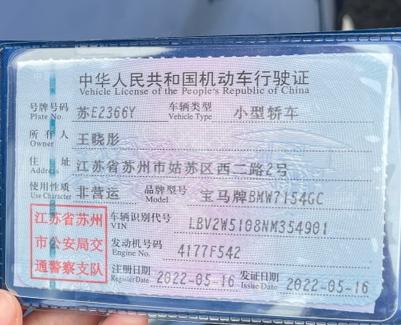 中华人民共和国机动车行驶证
Vehicle License of the People's Republic of China
号牌号码 苏E2366Y 车辆类型 小型轿车
Plate No. Vehicle Type
所有人 王晓彤
Owner
住址 江苏省苏州市姑苏区西二路2号
Address
使用性质 非营运 品牌型号 宝马牌BMW7154GC
Use Character Model
江苏省苏州 车辆识别代号 LBV2W5108NM354901
VIN
市公安局交 发动机号码 4177F542
Engine No.
通警察支队 注册日期 2022-05-16 发证日期 2022-05-16
Register Date Issue Date